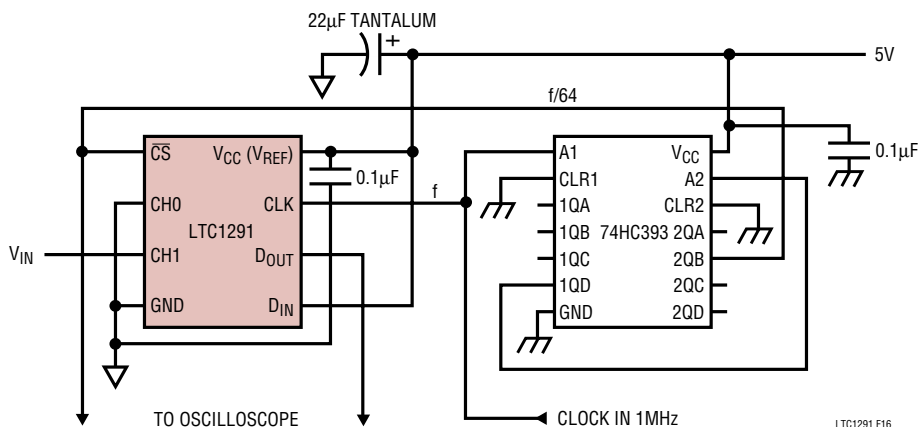 22μF TANTALUM
+
5V
f/64
CS
VCC (VREF)
CH0
LTC1291
CLK
CH1
DOUT
GND
DIN
0.1μF
VIN
f
A1
VCC
CLR1
A2
1QA
CLR2
1QB
74HC393
2QA
1QC
2QB
1QD
2QC
GND
2QD
0.1μF
TO OSCILLOSCOPE
CLOCK IN 1MHz
LTC1291 F16